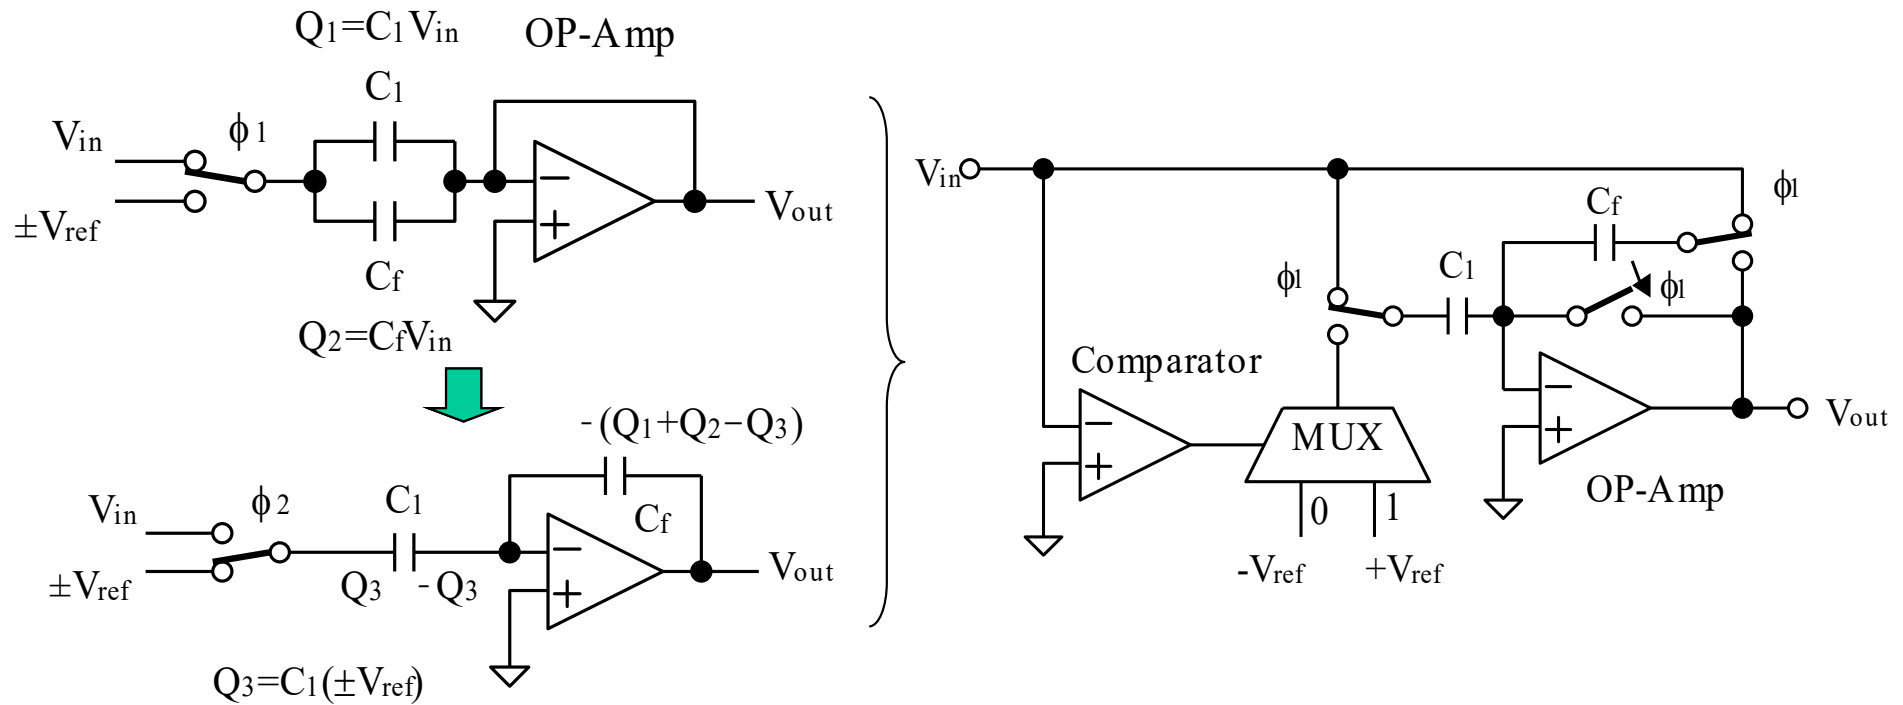 Q1=C1Vin
OP-Amp
C1
Vin
ϕ1
−
+
Vout
±Vref
Cf
Q2=CfVin
-(Q1+Q2−Q3)
Vin
ϕ2
C1
Cf
−
+
Vout
±Vref
Q3
-Q3
Q3=C1(±Vref)
Vin
ϕ1
Cf
C1
ϕ1
ϕ1
Comparator
−
+
MUX
0
1
-Vref
+Vref
−
+
Vout
OP-Amp